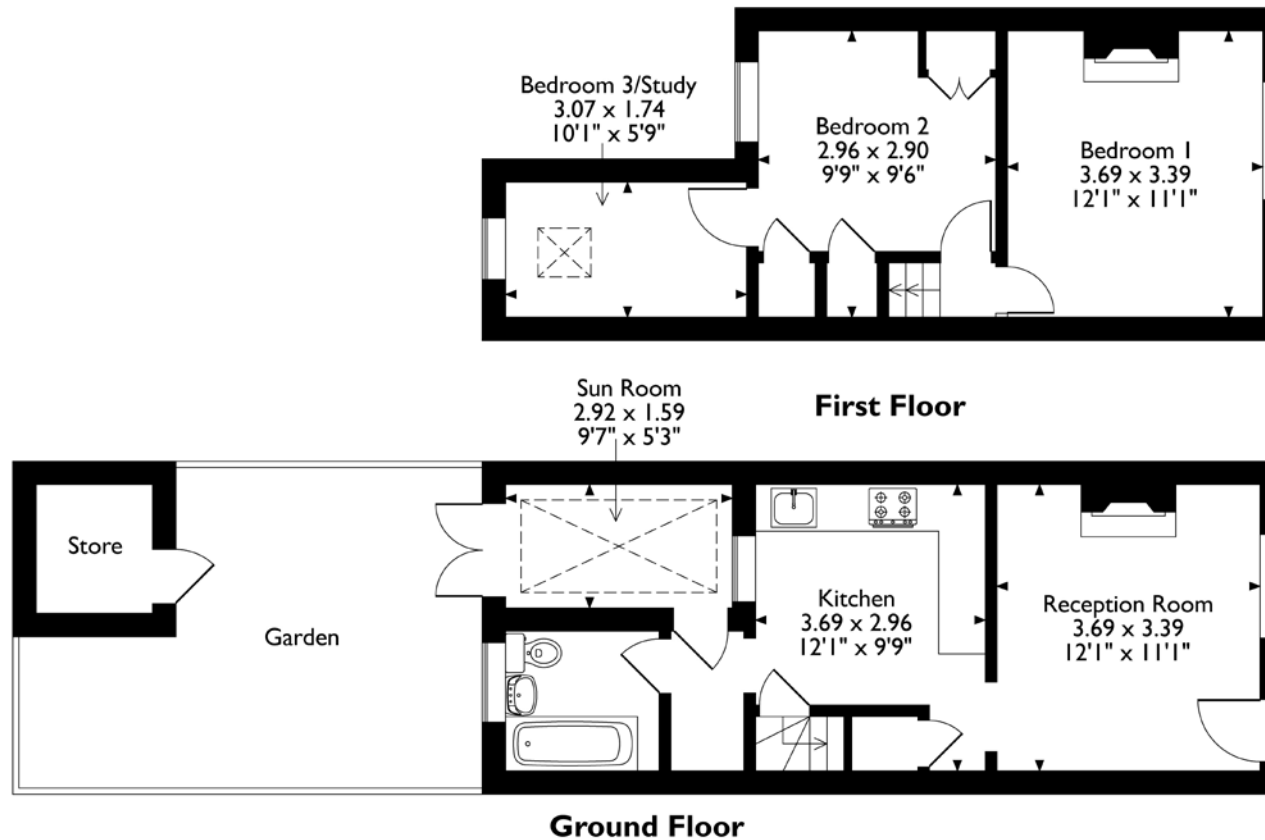 Bedroom 3/Study
3.07 x 1.74
10'1" x 5'9"
Bedroom 2
2.96 x 2.90
9'9" x 9'6"
Bedroom 1
3.69 x 3.39
12'1" x 11'1"
First Floor
Sun Room
2.92 x 1.59
9'7" x 5'3"
Store
Garden
Kitchen
3.69 x 2.96
12'1" x 9'9"
Reception Room
3.69 x 3.39
12'1" x 11'1"
Ground Floor